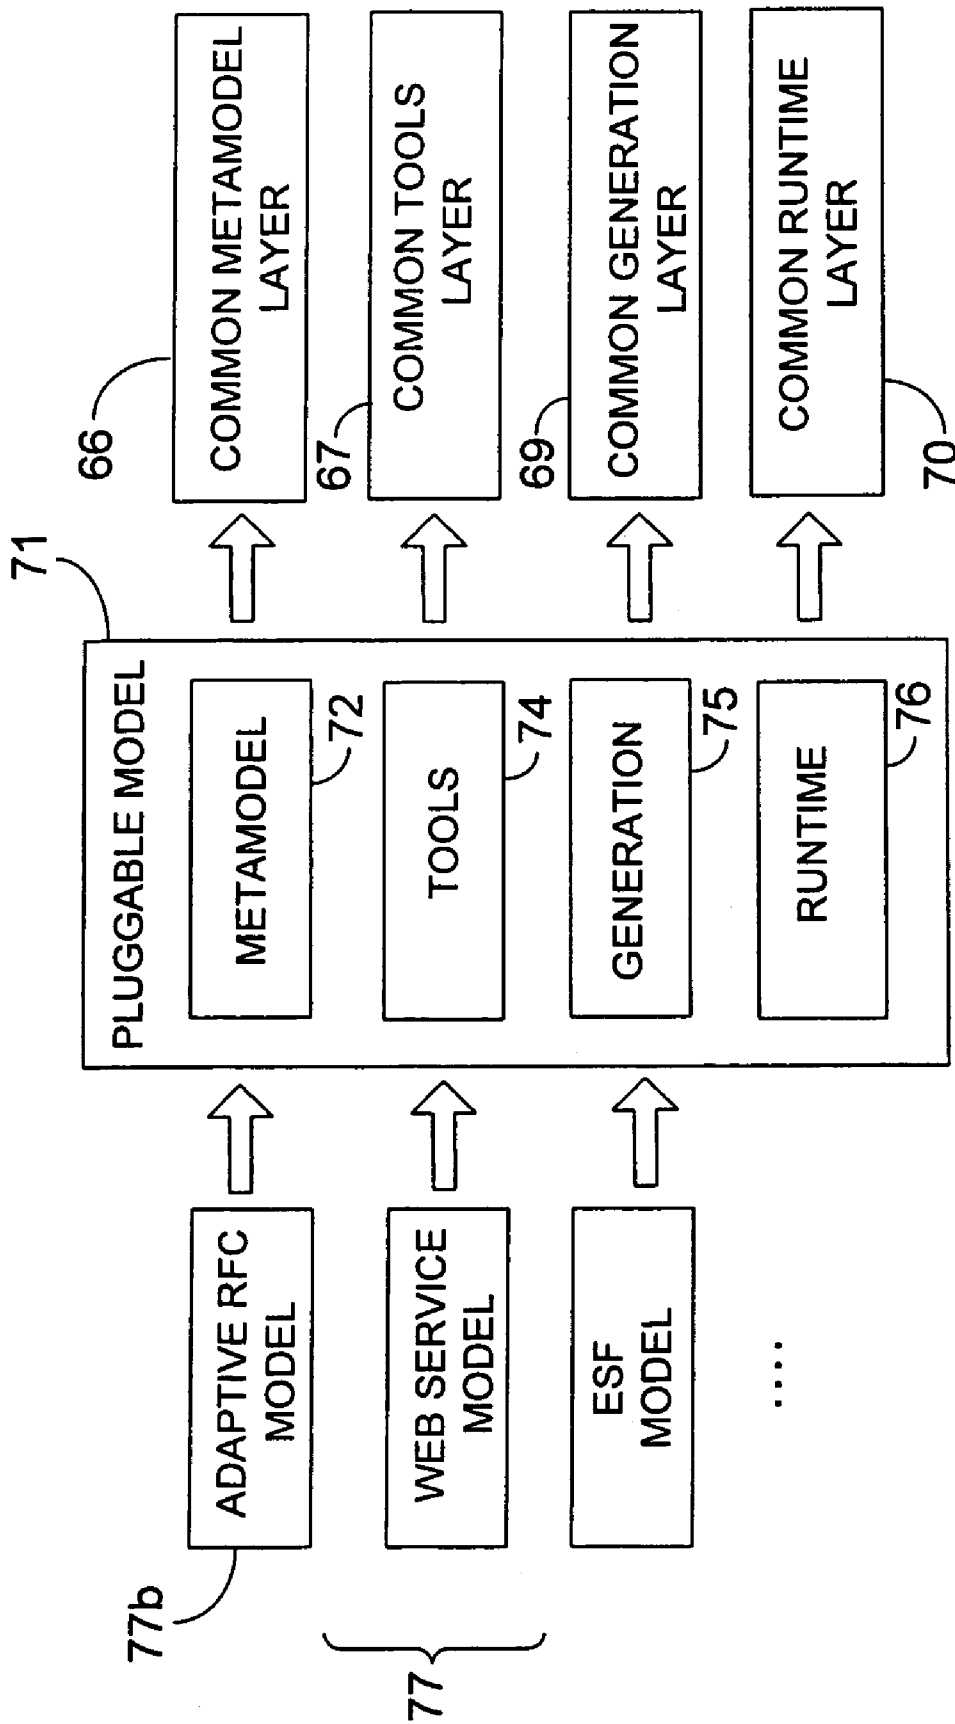 77
77b
ADAPTIVE RFC
MODEL
WEB SERVICE
MODEL
ESF
MODEL
....
71
PLUGGABLE MODEL
METAMODEL
72
TOOLS
74
GENERATION
75
RUNTIME
76
66
COMMON METAMODEL
LAYER
67
COMMON TOOLS
LAYER
69
COMMON GENERATION
LAYER
COMMON RUNTIME
LAYER
70